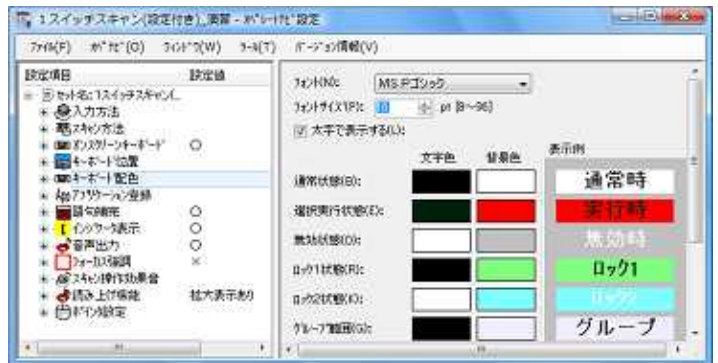 1スイッチスキャン(設定付き)_演習 - オペレートナビ設定
ファイル(F) オペナビ(O) ウィンドウ(W) ツール(T) バージョン情報(V)
設定項目 設定値
セット名:1スイッチスキャン(_
入力方法
スキャン方法
オンスクリーンキーボード ○
キーボード位置
キーボード配色
App アプリケーション登録
語句補完 ○
インジケータ表示 ○
音声出力 ○
フォーカス強調 ×
スキャン操作効果音
読み上げ機能 拡大表示あり
ポインタ設定
フォント(N): MS Pゴシック
フォントサイズ(P): 10 pt [8~96]
太字で表示する(L):
文字色 背景色 表示例
通常状態(B): 通常時
選択実行状態(E): 実行時
無効状態(D): 無効時
ロック1状態(R): ロック1
ロック2状態(K): ロック2
グループ範囲(G): グループ